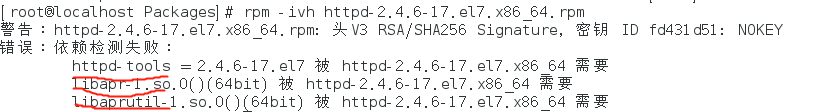 [root@localhost Packages]# rpm -ivh httpd-2.4.6-17.el7.x86_64.rpm
警告：httpd-2.4.6-17.el7.x86_64.rpm: 头V3 RSA/SHA256 Signature, 密钥 ID fd431d51: NOKEY
错误：依赖检测失败：
httpd-tools = 2.4.6-17.el7 被 httpd-2.4.6-17.el7.x86_64 需要
libapr-1.so.0()(64bit) 被 httpd-2.4.6-17.el7.x86_64 需要
libaprutil-1.so.0()(64bit) 被 httpd-2.4.6-17.el7.x86_64 需要